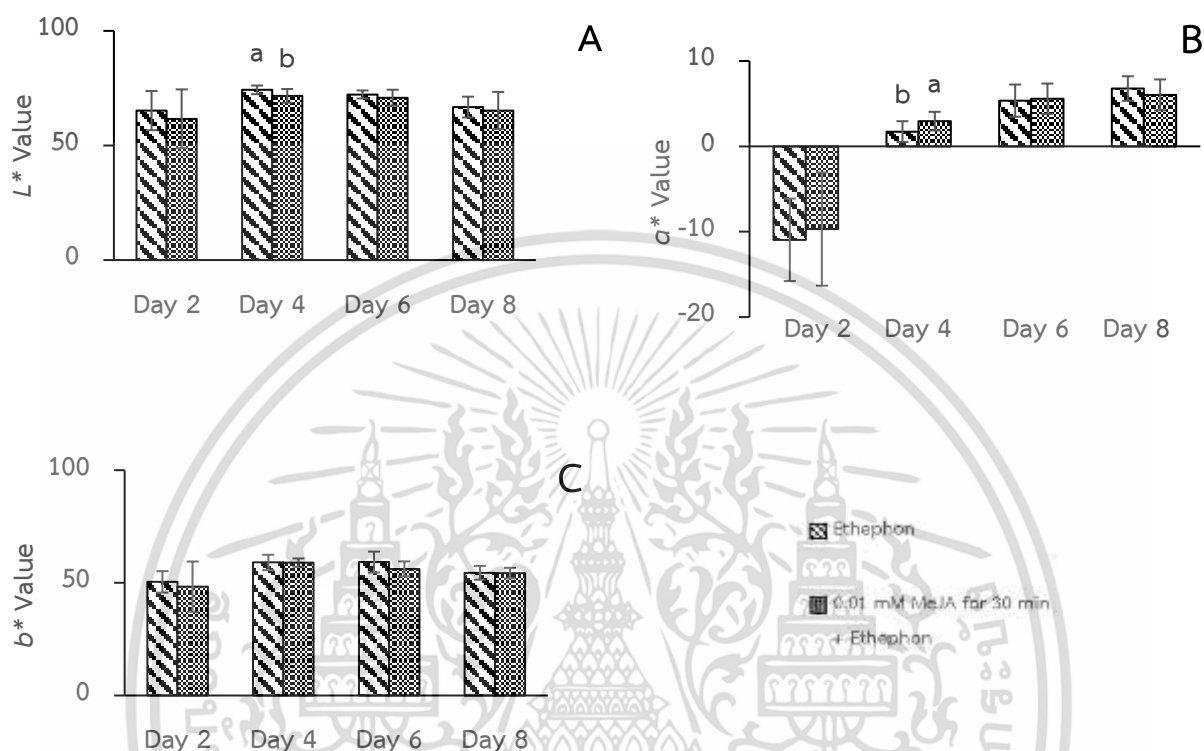 A
100
50
0
L* Value
a
b
Day 2 Day 4 Day 6 Day 8
B
10
0
-10
-20
a* Value
b
a
Day 2 Day 4 Day 6 Day 8
C
100
50
0
b* Value
Day 2 Day 4 Day 6 Day 8
Ethephon
0.01 mM MeJA for 30 min
+ Ethephon